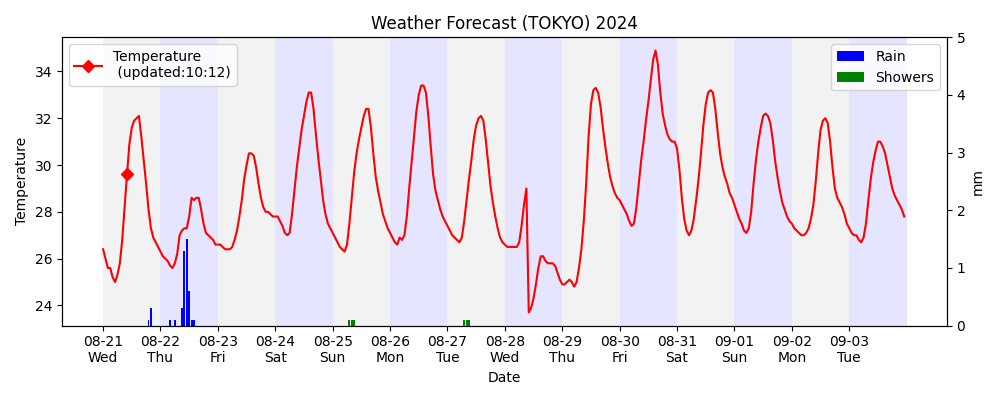 Weather Forecast (TOKYO) 2024
Temperature
(updated:10:12)
Rain
Showers
Temperature
34
32
30
28
26
24
5
4
3
2
1
0
mm
08-21 08-22 08-23 08-24 08-25 08-26 08-27 08-28 08-29 08-30 08-31 09-01 09-02 09-03
Wed Thu Fri Sat Sun Mon Tue Wed Thu Fri Sat Sun Mon Tue
Date